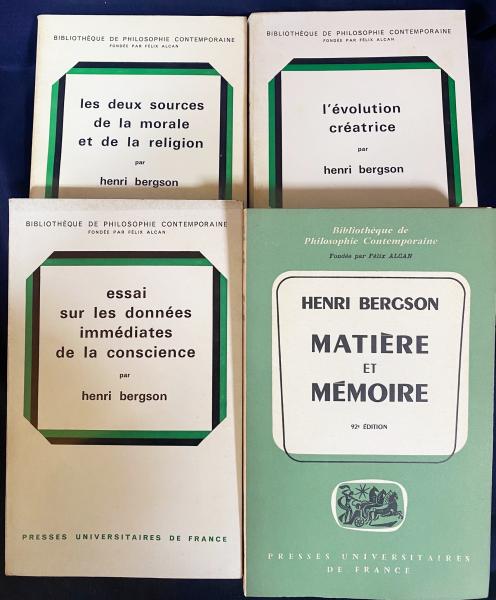 BIBLIOTHÈQUE DE PHILOSOPHIE CONTEMPORAINE
FONDÉE PAR FÉLIX ALCAN
les deux sources
de la morale
et de la religion
par
henri bergson
BIBLIOTHÈQUE DE PHILOSOPHIE CONTEMPORAINE
FONDÉE PAR FÉLIX ALCAN
l'évolution
créatrice
par
henri bergson
BIBLIOTHÈQUE DE PHILOSOPHIE CONTEMPORAINE
FONDÉE PAR FÉLIX ALCAN
essai
sur les données
immédiates
de la conscience
par
henri bergson
PRESSES UNIVERSITAIRES DE FRANCE
Bibliothèque de
Philosophie Contemporaine
Fondée par Félix ALCAN
HENRI BERGSON
MATIÈRE
ET
MÉMOIRE
92e ÉDITION
PRESSES UNIVERSITAIRES
DE FRANCE